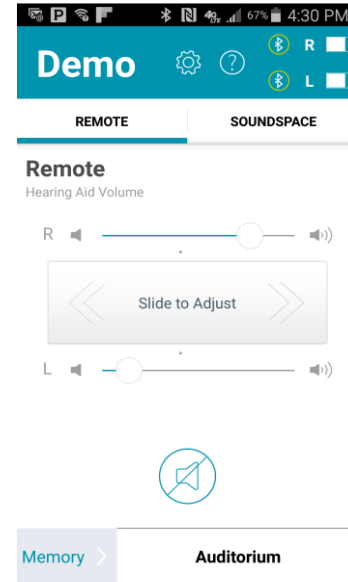 67% 4:30 PM
Demo
R
L
REMOTE SOUNDSPACE
Remote
Hearing Aid Volume
R
Slide to Adjust
L
Memory Auditorium